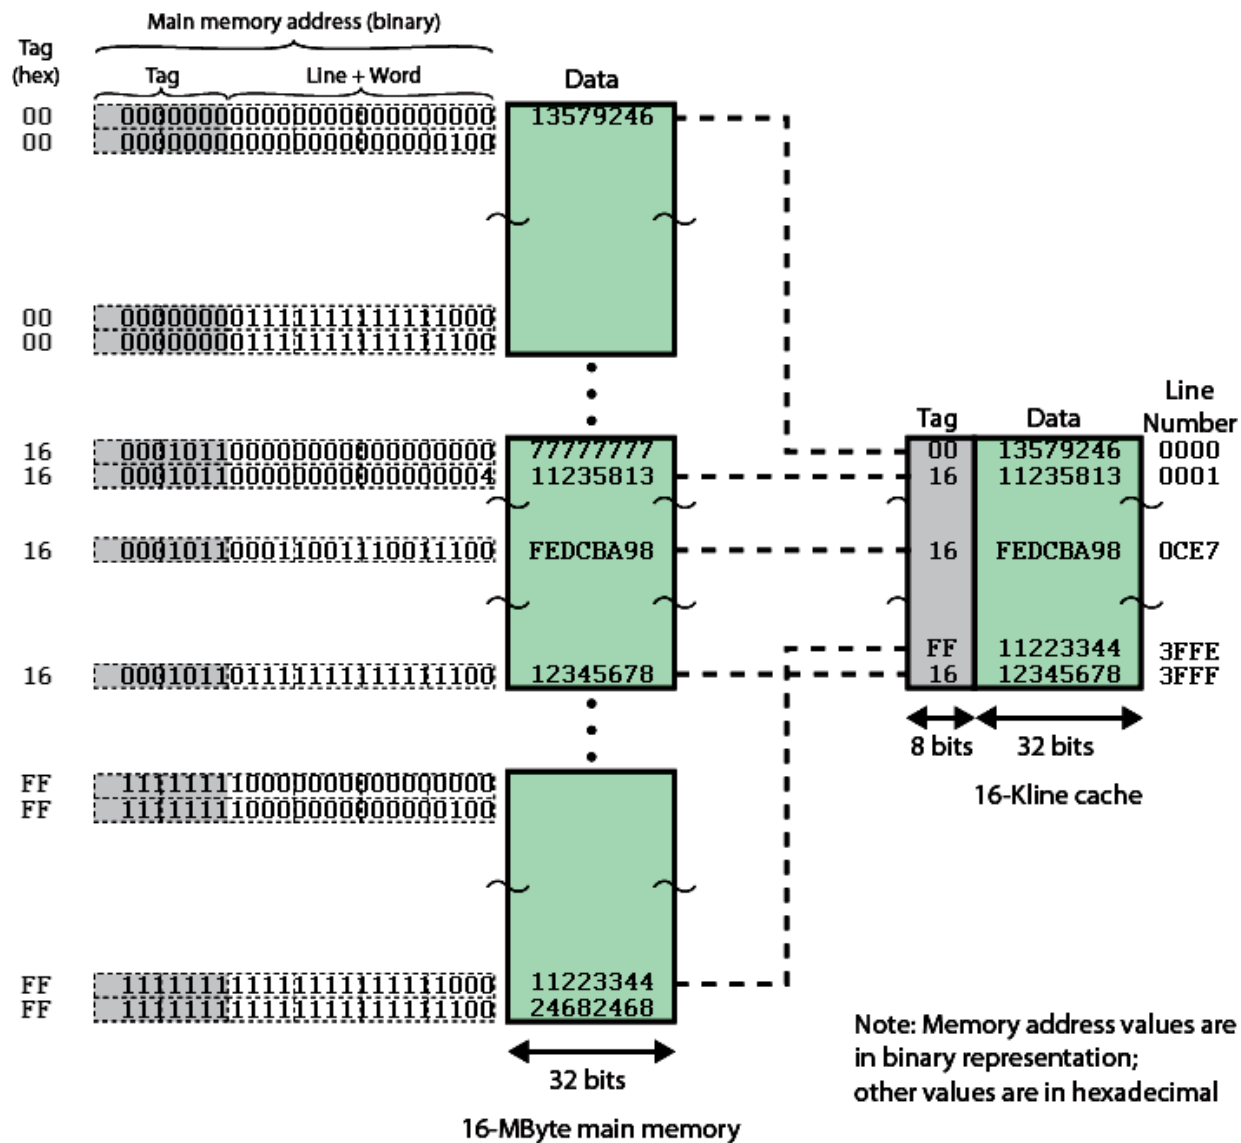 Main memory address (binary)
Tag
(hex)
Tag
Line + Word
Data
00 000000000000000000000000 13579246
00 000000000000000000000100
00 000000001111111111111000
00 000000001111111111111100
16 000101100000000000000000 77777777
16 000101100000000000000004 11235813
16 000101100011001110011100 FEDCBA98
16 000101101111111111111100 12345678
FF 111111110000000000000000
FF 111111110000000000000100
FF 111111111111111111111000 11223344
FF 111111111111111111111100 24682468
32 bits
16-MByte main memory
Tag Data Line
Number
00 13579246 0000
16 11235813 0001
16 FEDCBA98 0CE7
FF 11223344 3FFE
16 12345678 3FFF
8 bits 32 bits
16-Kline cache
Note: Memory address values are
in binary representation;
other values are in hexadecimal